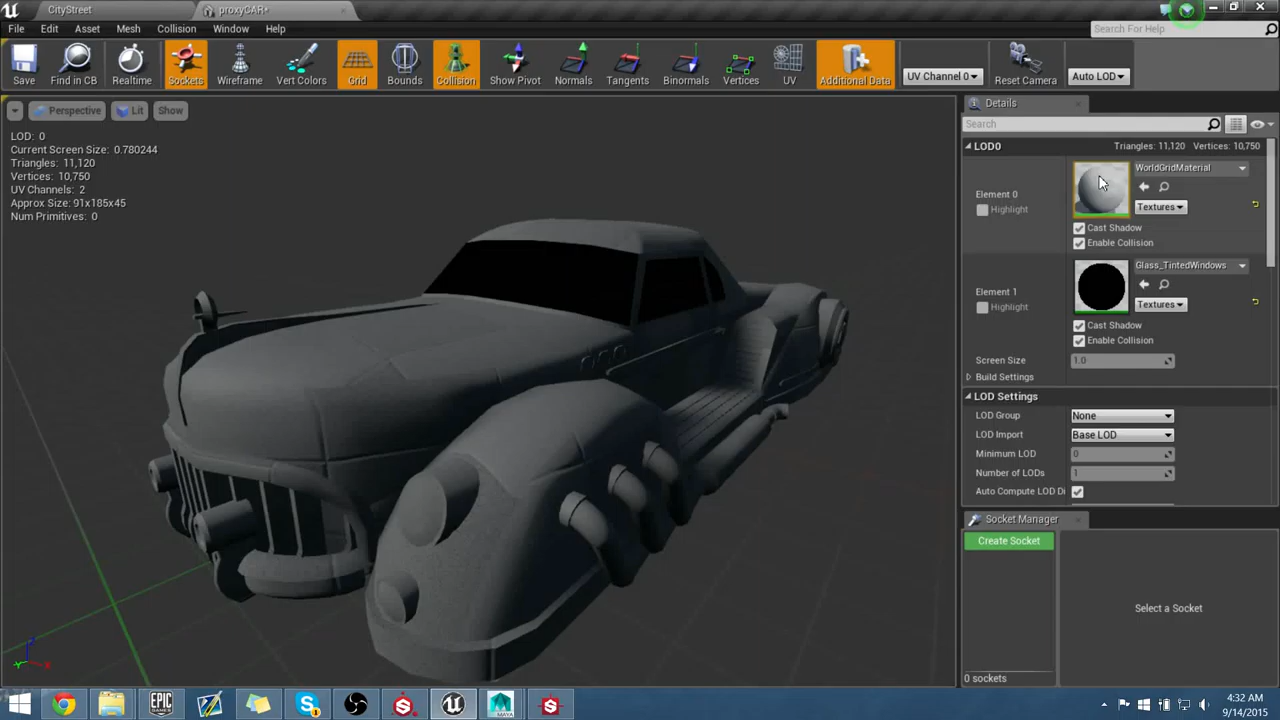 CityStreet
proxyCAR*
File Edit Asset Mesh Collision Window Help
Search For Help
Save
Find in CB
Realtime
Sockets
Wireframe
Vert Colors
Grid
Bounds
Collision
Show Pivot
Normals
Tangents
Binormals
Vertices
UV
Additional Data
UV Channel 0
Reset Camera
Auto LOD
Perspective
Lit
Show
LOD: 0
Current Screen Size: 0.780244
Triangles: 11,120
Vertices: 10,750
UV Channels: 2
Approx Size: 91x185x45
Num Primitives: 0
Details
Search
LOD0
Triangles: 11,120 Vertices: 10,750
Element 0
Highlight
WorldGridMaterial
Textures
Cast Shadow
Enable Collision
Element 1
Highlight
Glass_TintedWindows
Textures
Cast Shadow
Enable Collision
Screen Size 1.0
Build Settings
LOD Settings
LOD Group None
LOD Import Base LOD
Minimum LOD 0
Number of LODs 1
Auto Compute LOD Di
Socket Manager
Create Socket
Select a Socket
0 sockets
EPIC GAMES
MAYA
4:32 AM
9/14/2015